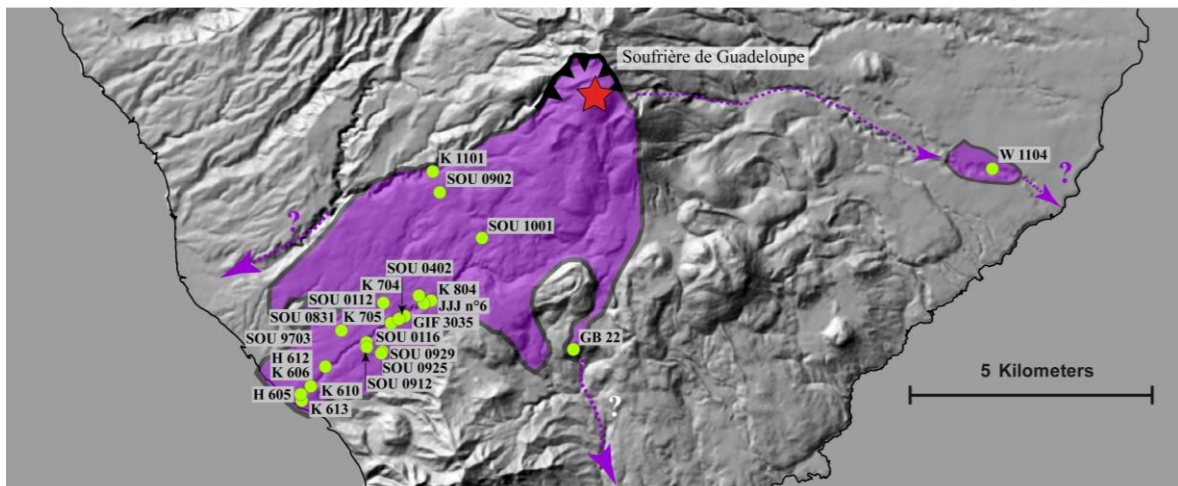 Soufrière de Guadeloupe
K 1101
SOU 0902
W 1104
?
?
SOU 1001
SOU 0402
K 704
K 804
SOU 0112
JJJ n°6
SOU 0831
K 705
GIF 3035
SOU 9703
SOU 0116
GB 22
H 612
SOU 0929
K 606
SOU 0925
SOU 0912
H 605
K 610
K 613
?
5 Kilometers